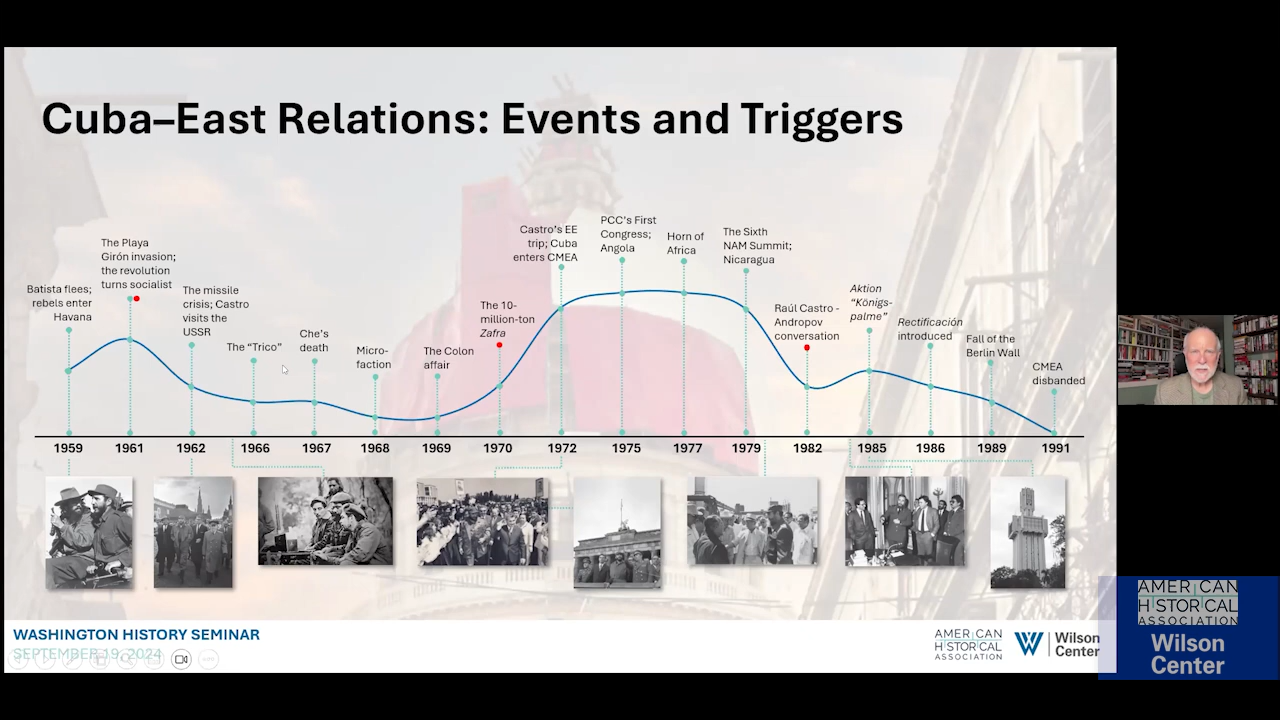 Cuba–East Relations: Events and Triggers
Batista flees;
rebels enter
Havana
The Playa
Girón invasion;
the revolution
turns socialist
The missile
crisis; Castro
visits the
USSR
The “Trico”
Che’s
death
Micro-
faction
The Colon
affair
The 10-
million-ton
Zafra
Castro’s EE
trip; Cuba
enters CMEA
PCC’s First
Congress;
Angola
Horn of
Africa
The Sixth
NAM Summit;
Nicaragua
Raúl Castro -
Andropov
conversation
Aktion
“Königs-
palme”
Rectificación
introduced
Fall of the
Berlin Wall
CMEA
disbanded
1959 1961 1962 1966 1967 1968 1969 1970 1972 1975 1977 1979 1982 1985 1986 1989 1991
WASHINGTON HISTORY SEMINAR
SEPTEMBER 19, 2024
AMERICAN
HISTORICAL
ASSOCIATION
Wilson
Center
AMERICAN
HISTORICAL
ASSOCIATION
Wilson
Center